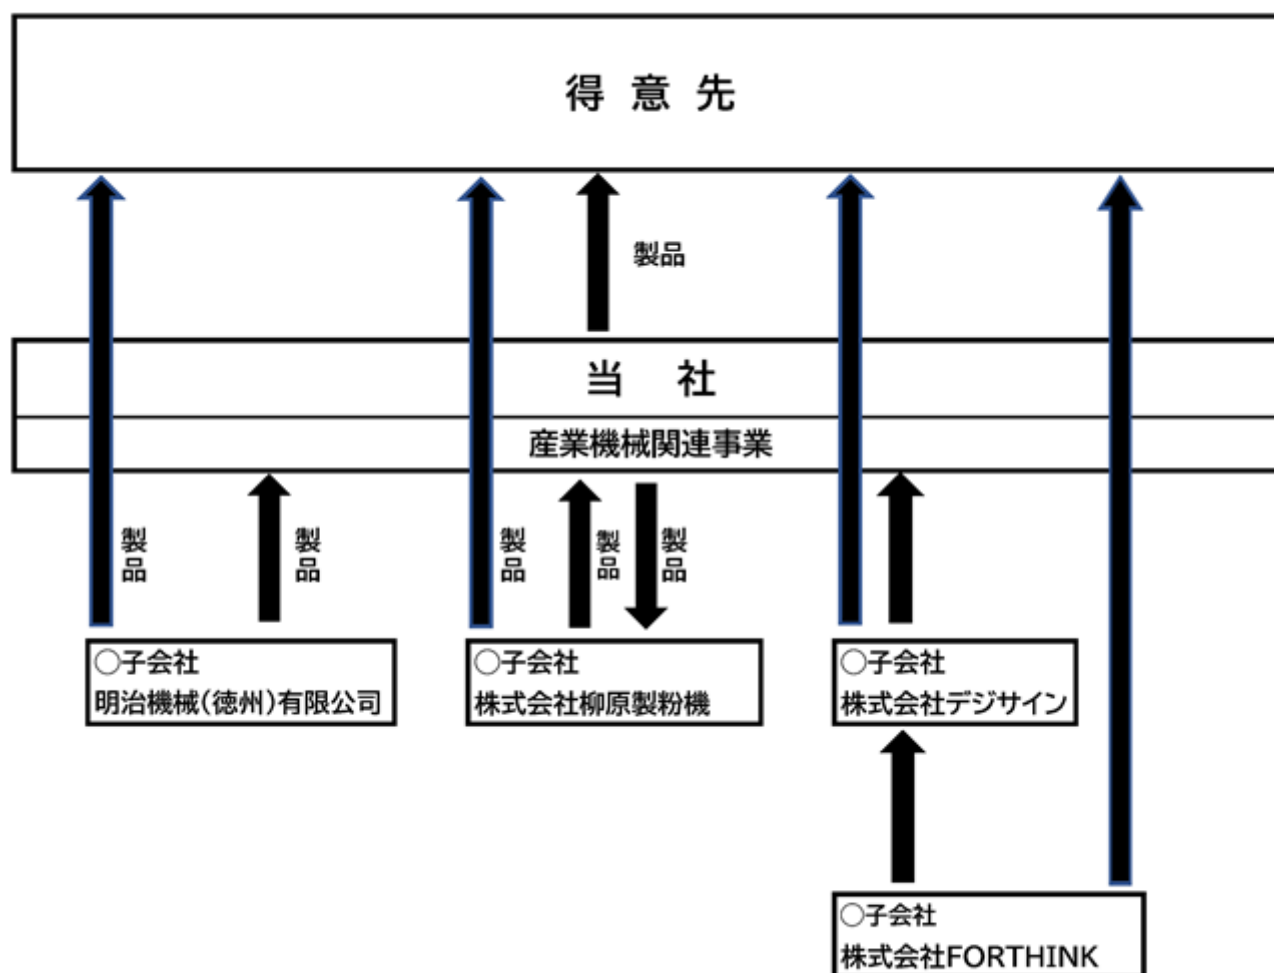 得意先
製品
当社
産業機械関連事業
製品
製品
製品
製品
製品
○子会社
明治機械(徳州)有限公司
○子会社
株式会社柳原製粉機
○子会社
株式会社デジサイン
○子会社
株式会社FORTHINK